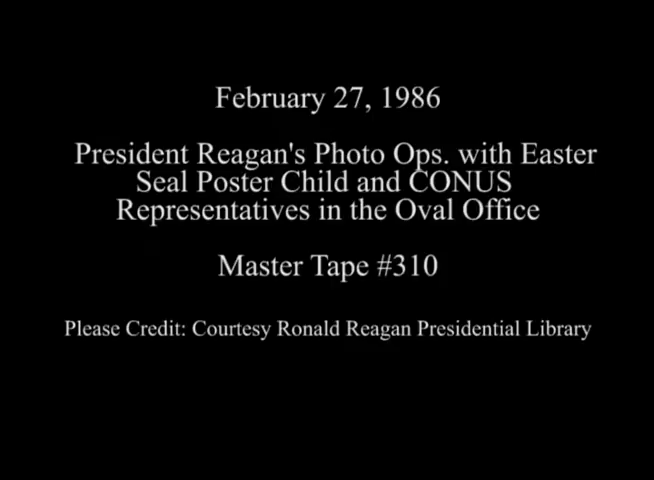 February 27, 1986
President Reagan's Photo Ops. with Easter
Seal Poster Child and CONUS
Representatives in the Oval Office
Master Tape #310
Please Credit: Courtesy Ronald Reagan Presidential Library